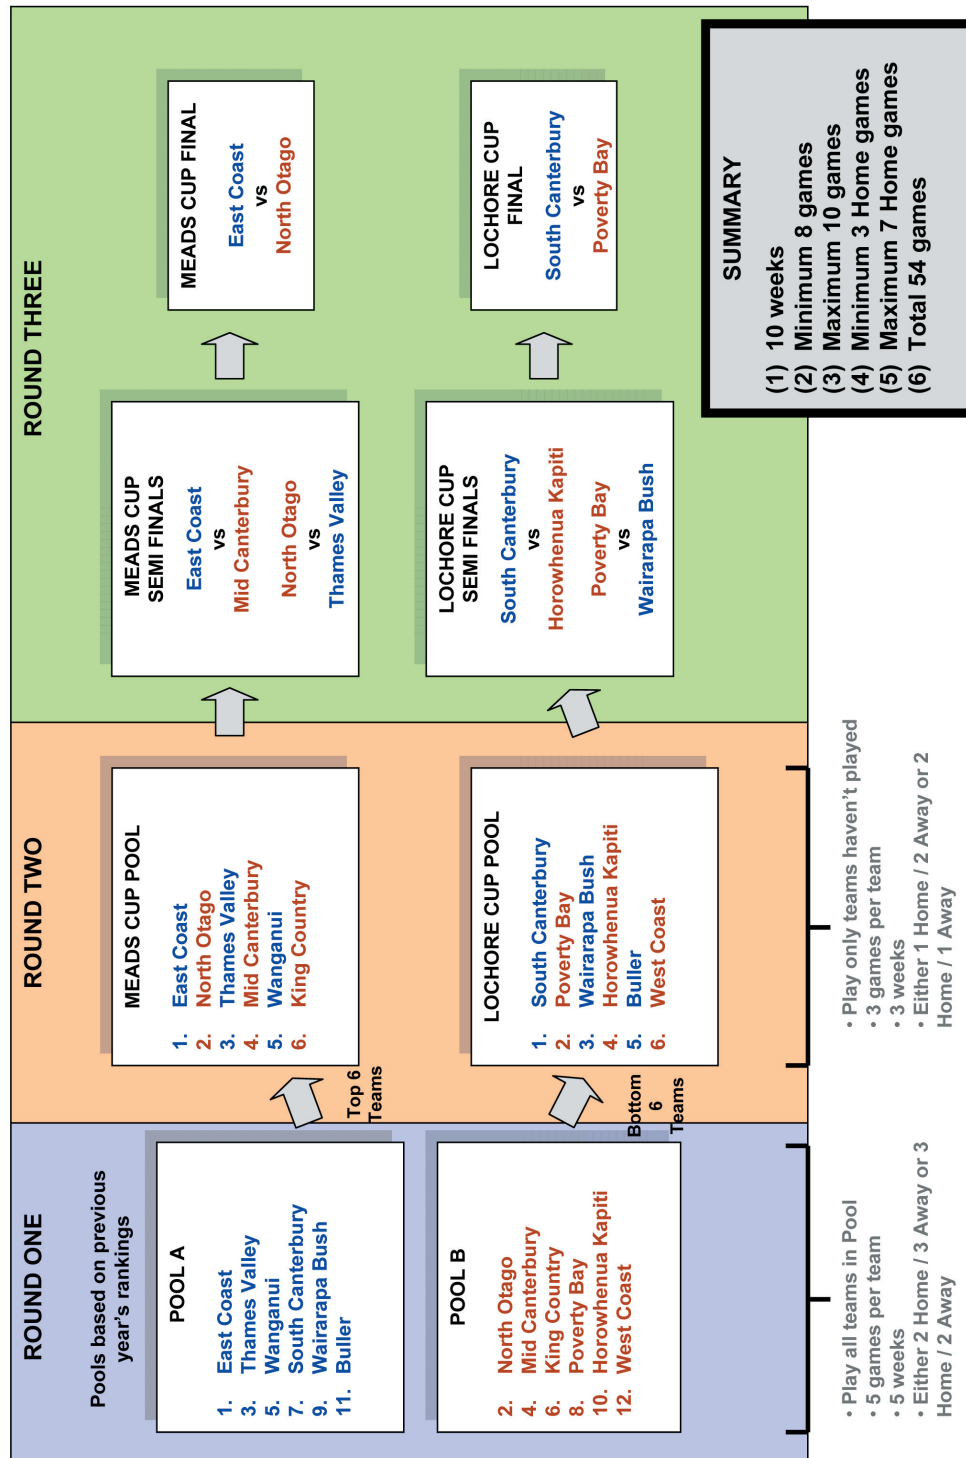 ROUND ONE
Pools based on previous
year's rankings
POOL A
1. East Coast
3. Thames Valley
5. Wanganui
7. South Canterbury
9. Wairarapa Bush
11. Buller
POOL B
2. North Otago
4. Mid Canterbury
6. King Country
8. Poverty Bay
10. Horowhenua Kapiti
12. West Coast
• Play all teams in Pool
• 5 games per team
• 5 weeks
• Either 2 Home / 3 Away or 3
Home / 2 Away
Top 6
Teams
Bottom
6
Teams
ROUND TWO
MEADS CUP POOL
1. East Coast
2. North Otago
3. Thames Valley
4. Mid Canterbury
5. Wanganui
6. King Country
LOCHORE CUP POOL
1. South Canterbury
2. Poverty Bay
3. Wairarapa Bush
4. Horowhenua Kapiti
5. Buller
6. West Coast
• Play only teams haven't played
• 3 games per team
• 3 weeks
• Either 1 Home / 2 Away or 2
Home / 1 Away
ROUND THREE
MEADS CUP
SEMI FINALS
East Coast
vs
Mid Canterbury
North Otago
vs
Thames Valley
LOCHORE CUP
SEMI FINALS
South Canterbury
vs
Horowhenua Kapiti
Poverty Bay
vs
Wairarapa Bush
MEADS CUP FINAL
East Coast
vs
North Otago
LOCHORE CUP
FINAL
South Canterbury
vs
Poverty Bay
SUMMARY
(1) 10 weeks
(2) Minimum 8 games
(3) Maximum 10 games
(4) Minimum 3 Home games
(5) Maximum 7 Home games
(6) Total 54 games